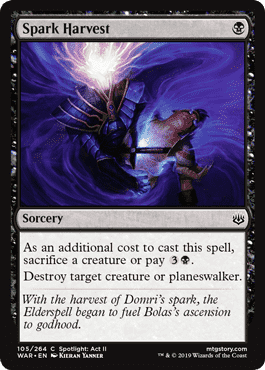 Spark Harvest
Sorcery
As an additional cost to cast this spell,
sacrifice a creature or pay 3.
Destroy target creature or planeswalker.
With the harvest of Domri's spark, the
Elderspell began to fuel Bolas's ascension
to godhood.
105/264 C Spotlight: Act II
mtgstory.com
WAR • EN Kieran Yanner
™ & © 2019 Wizards of the Coast